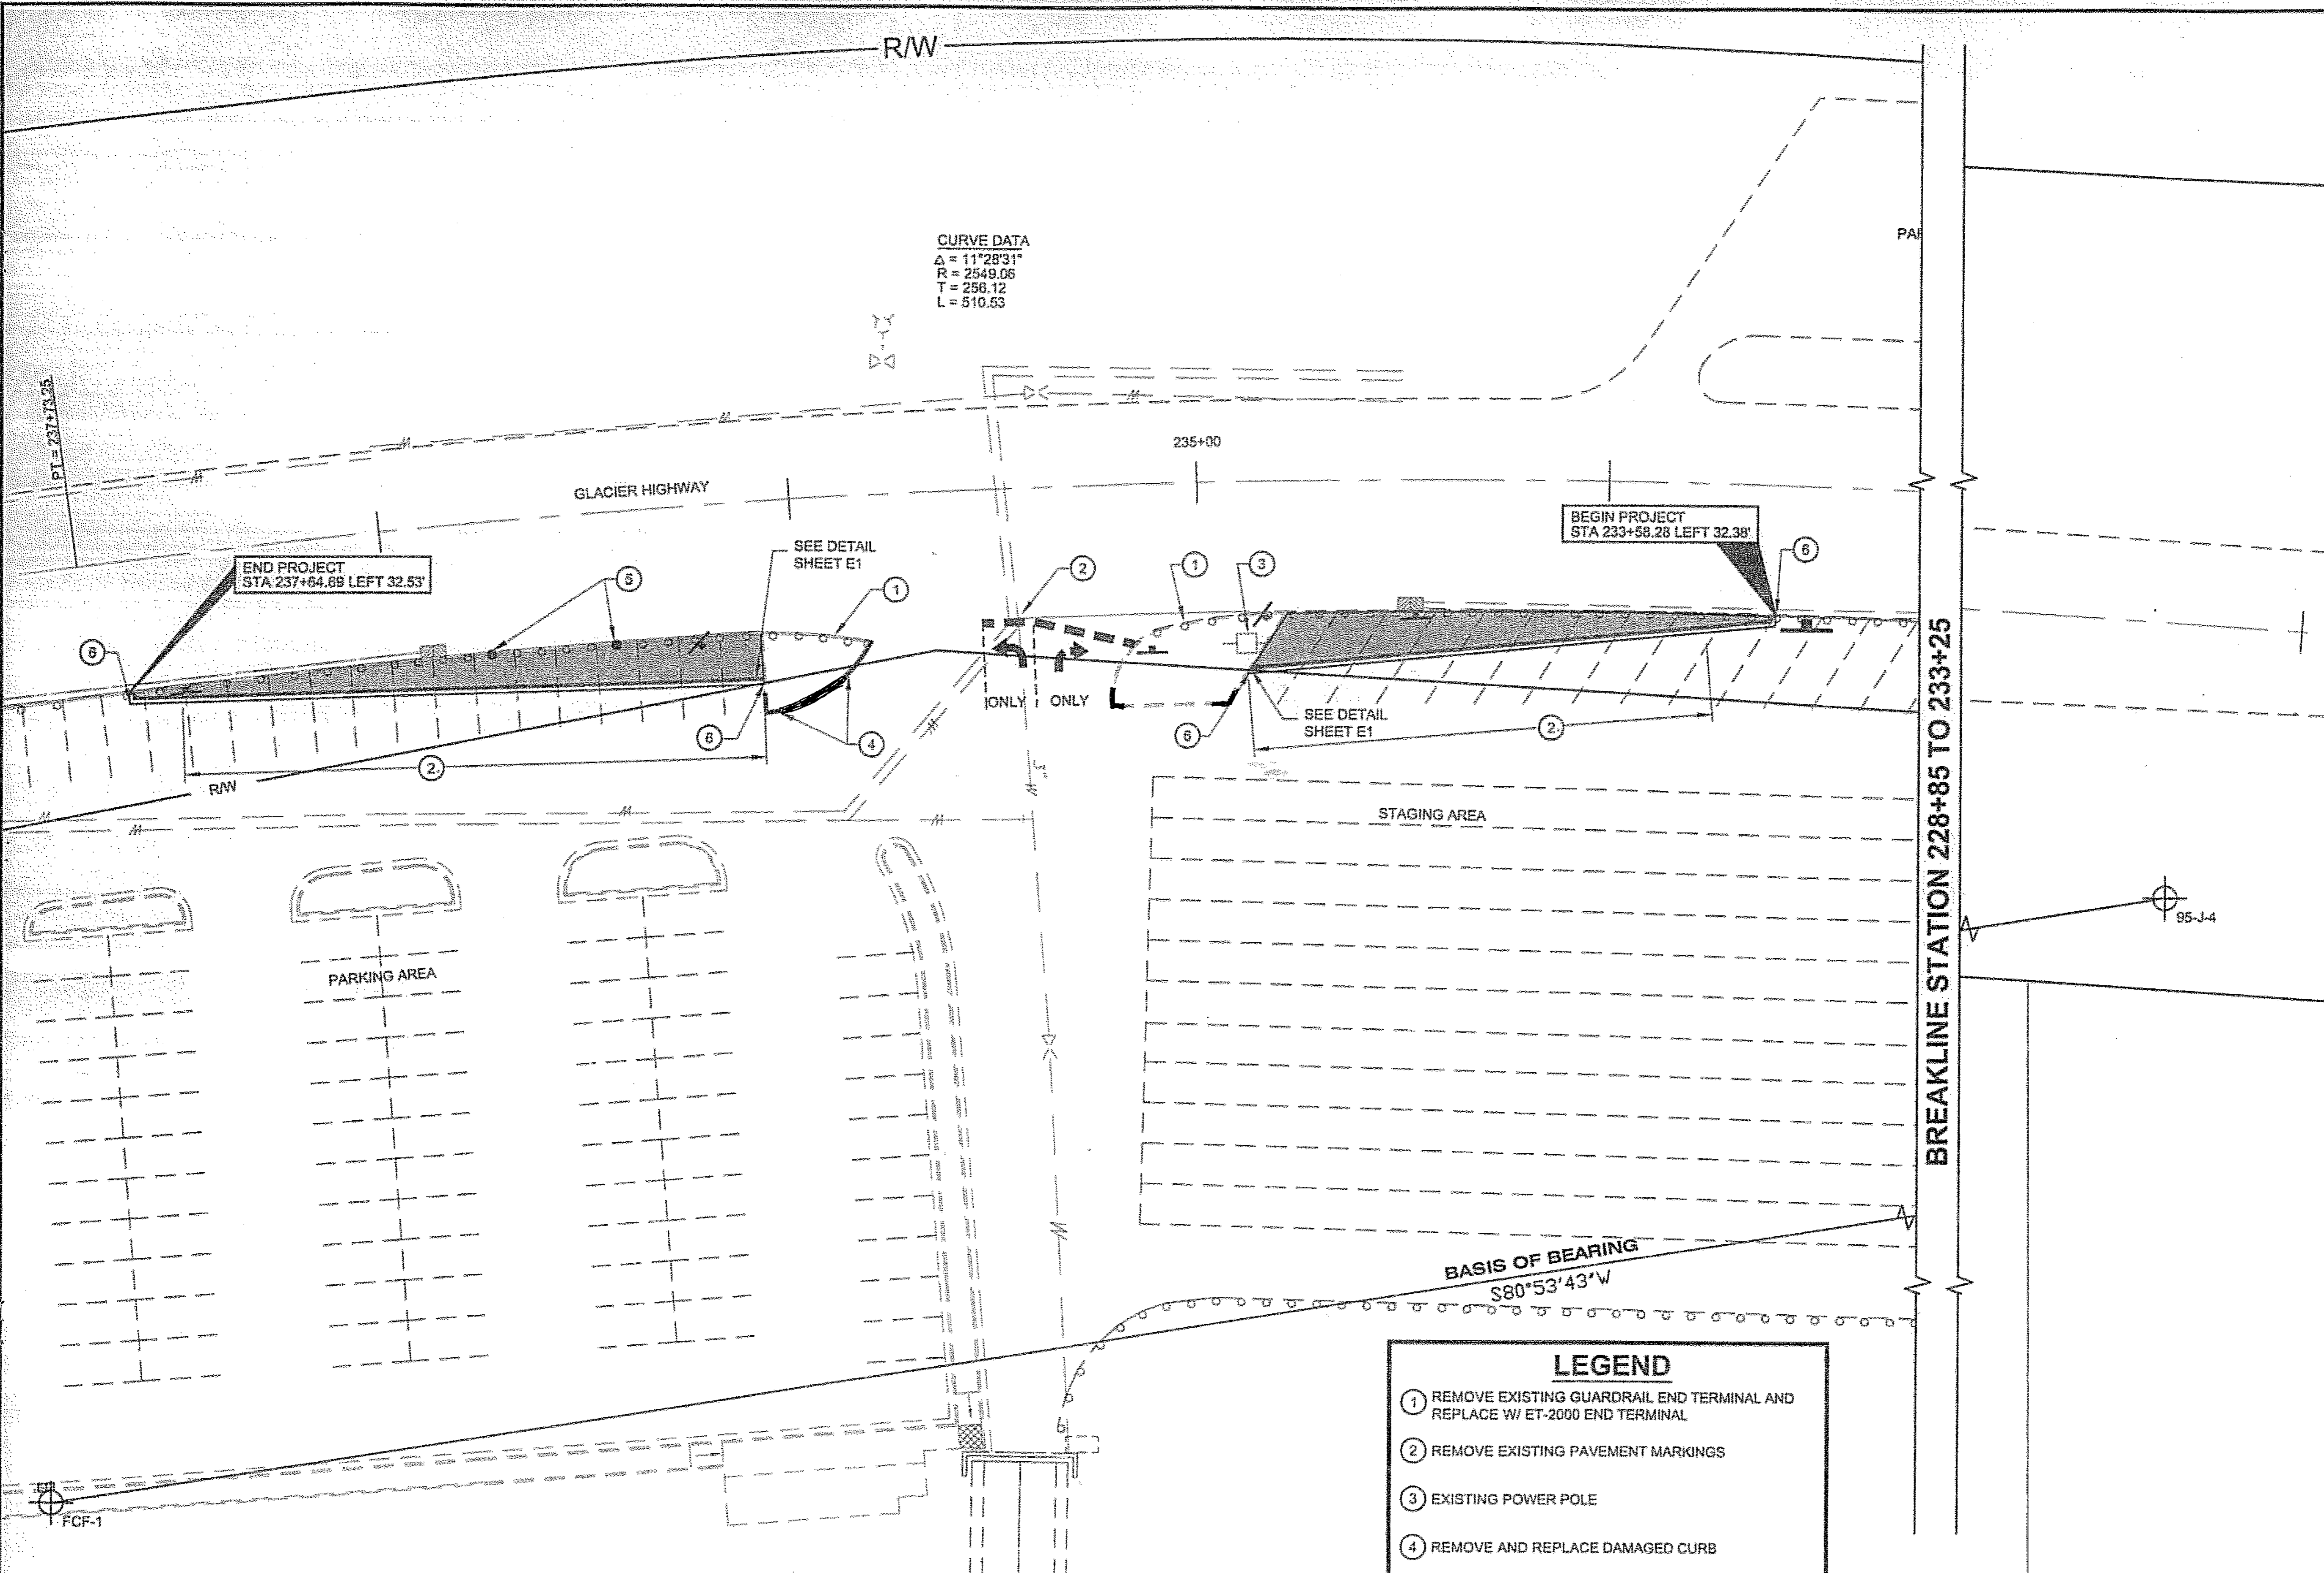 R/W
CURVE DATA
Δ = 11°28'31"
R = 2549.06
T = 256.12
L = 510.53
PT = 237+73.25
235+00
GLACIER HIGHWAY
BEGIN PROJECT
STA 233+58.28 LEFT 32.38'
END PROJECT
STA 237+64.69 LEFT 32.53'
SEE DETAIL
SHEET E1
5
1
2
1
3
6
6
6
4
2
R/W
ONLY
ONLY
6
SEE DETAIL
SHEET E1
2
STAGING AREA
PARKING AREA
BREAKLINE STATION 228+85 TO 233+25
95-J-4
BASIS OF BEARING
S80°53'43"W
FCF-1
LEGEND
1 REMOVE EXISTING GUARDRAIL END TERMINAL AND
REPLACE W/ ET-2000 END TERMINAL
2 REMOVE EXISTING PAVEMENT MARKINGS
3 EXISTING POWER POLE
4 REMOVE AND REPLACE DAMAGED CURB